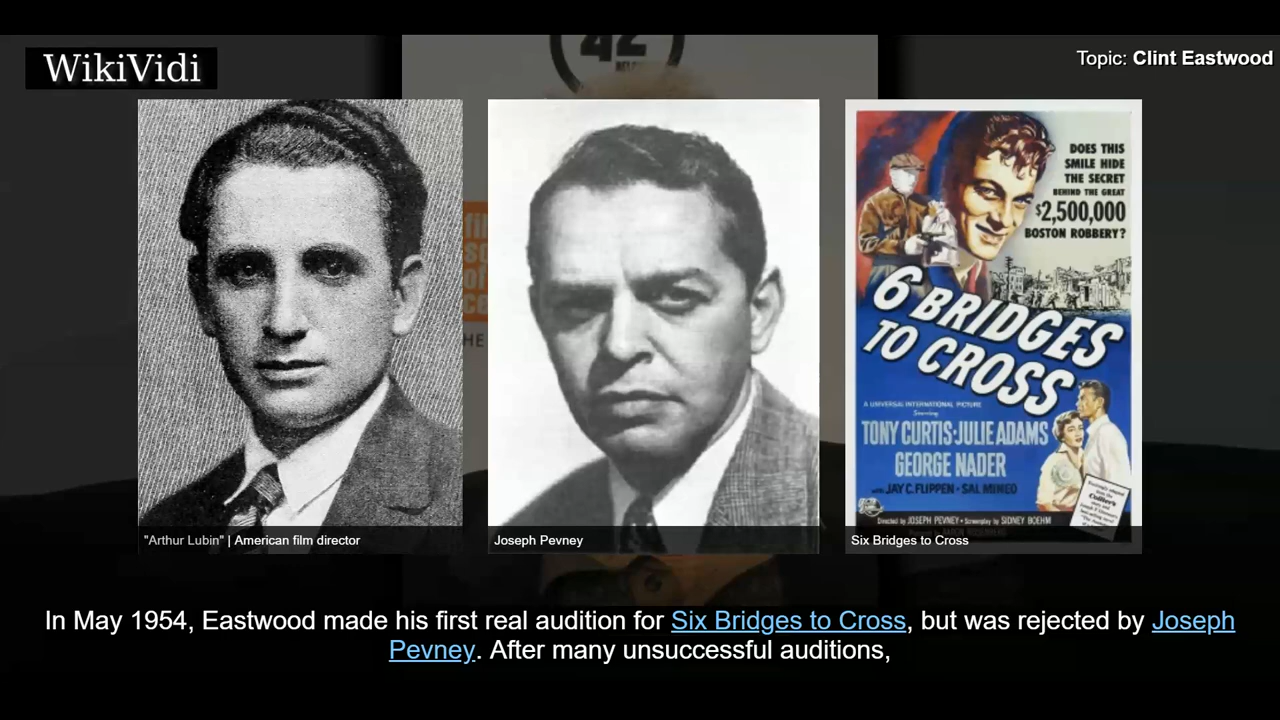 WikiVidi
Topic: Clint Eastwood
42
DOES THIS
SMILE HIDE
THE SECRET
BEHIND THE GREAT
$2,500,000
BOSTON ROBBERY?
6 BRIDGES
TO CROSS
A UNIVERSAL-INTERNATIONAL PICTURE
Starring
TONY CURTIS · JULIE ADAMS
GEORGE NADER
with JAY C. FLIPPEN · SAL MINEO
Collier's
Directed by JOSEPH PEVNEY · Screenplay by SIDNEY BOEHM
"Arthur Lubin" | American film director
Joseph Pevney
Six Bridges to Cross
In May 1954, Eastwood made his first real audition for Six Bridges to Cross, but was rejected by Joseph
Pevney. After many unsuccessful auditions,